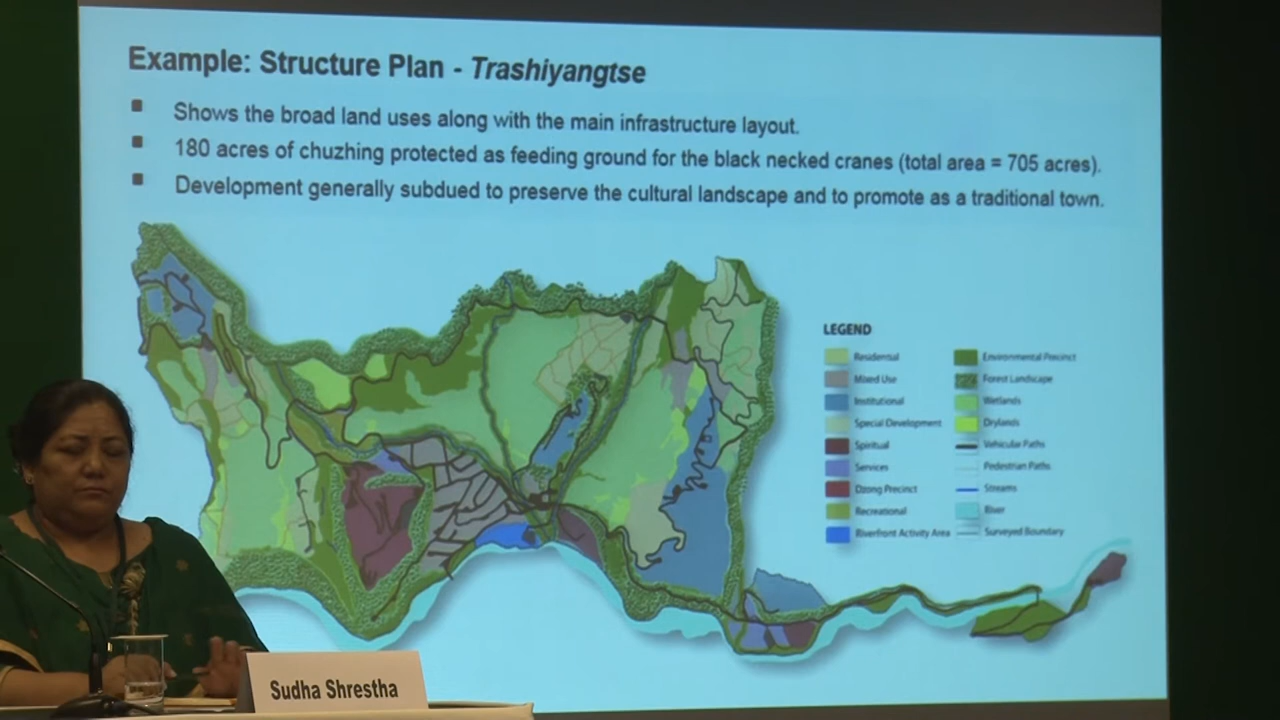 Example: Structure Plan - Trashiyangtse
Shows the broad land uses along with the main infrastructure layout.
180 acres of chuzhing protected as feeding ground for the black necked cranes (total area = 705 acres).
Development generally subdued to preserve the cultural landscape and to promote as a traditional town.
LEGEND
Residential
Mixed Use
Institutional
Special Development
Spiritual
Services
Dzong Precinct
Recreational
Riverfront Activity Area
Environmental Precinct
Forest Landscape
Wetlands
Drylands
Vehicular Paths
Pedestrian Paths
Streams
River
Surveyed Boundary
Sudha Shrestha